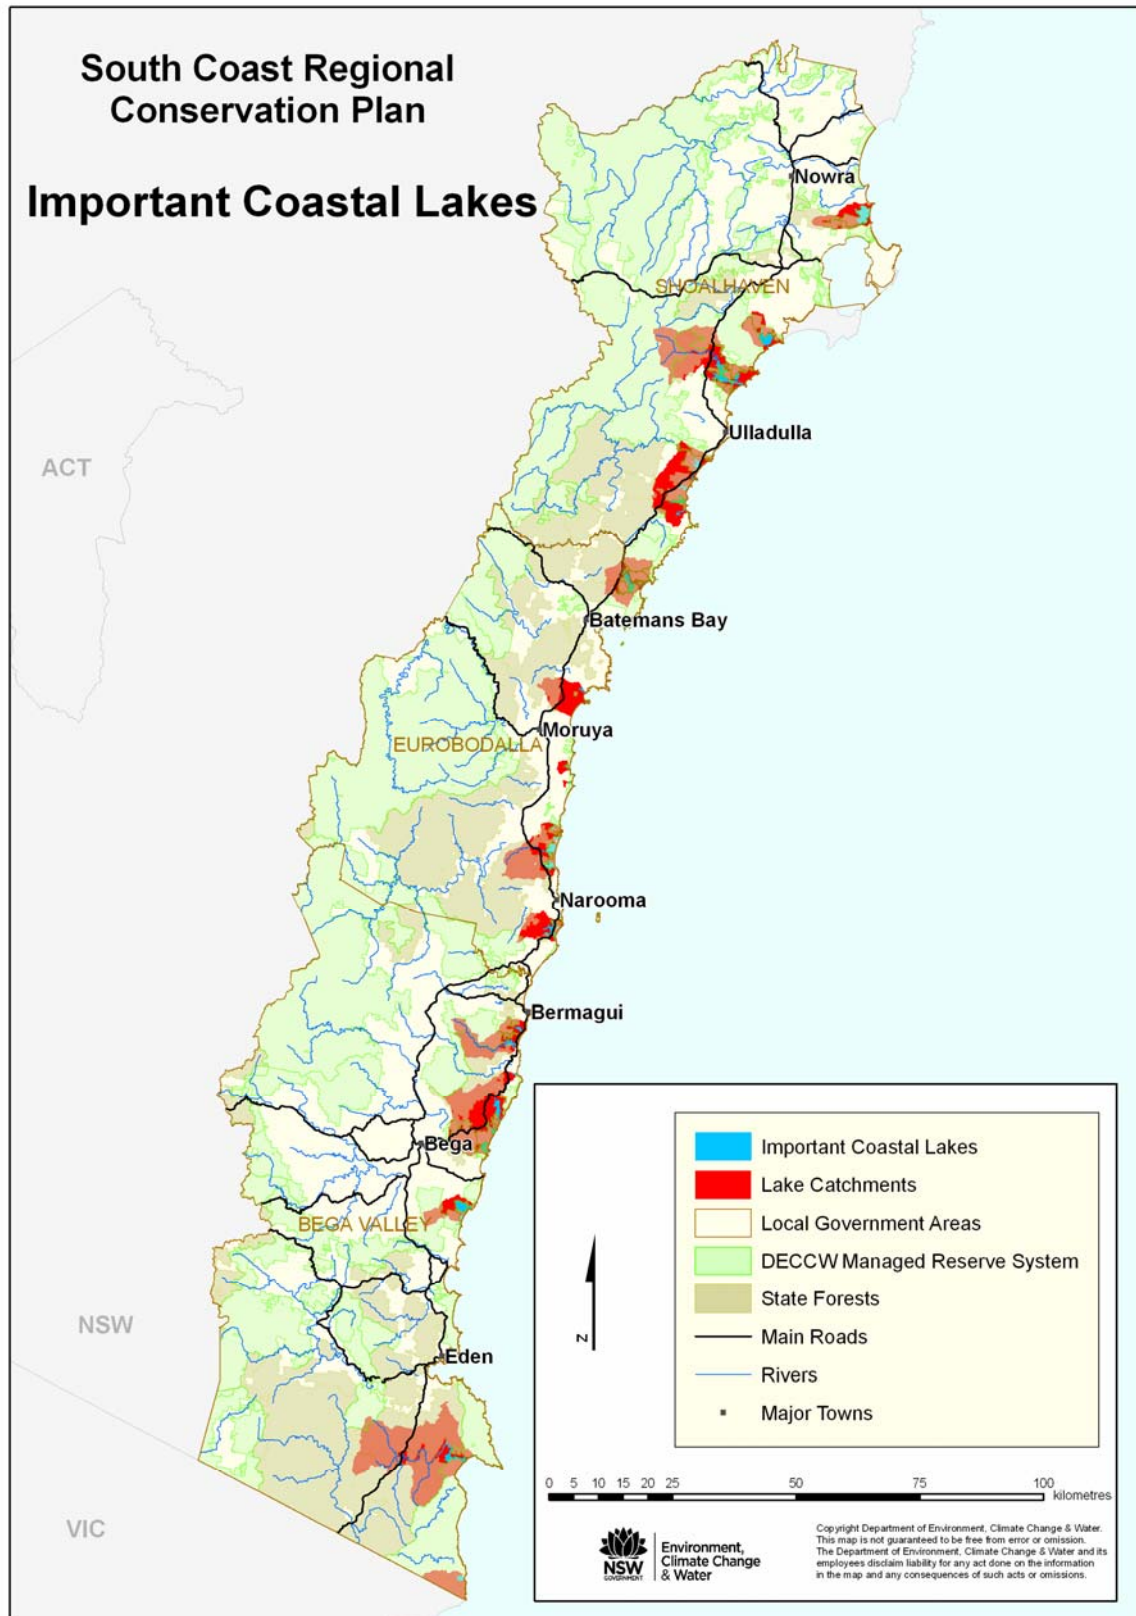 South Coast Regional
Conservation Plan
Important Coastal Lakes
Nowra
SHOALHAVEN
Ulladulla
ACT
Batemans Bay
Moruya
EUROBODALLA
Narooma
Bermagui
Bega
BEGA VALLEY
NSW
Eden
VIC
Important Coastal Lakes
Lake Catchments
Local Government Areas
DECCW Managed Reserve System
State Forests
Main Roads
Rivers
Major Towns
N
0 5 10 15 20 25 50 75 100
kilometres
NSW
GOVERNMENT
Environment,
Climate Change
& Water
Copyright Department of Environment, Climate Change & Water.
This map is not guaranteed to be free from error or omission.
The Department of Environment, Climate Change & Water and its
employees disclaim liability for any act done on the information
in the map and any consequences of such acts or omissions.